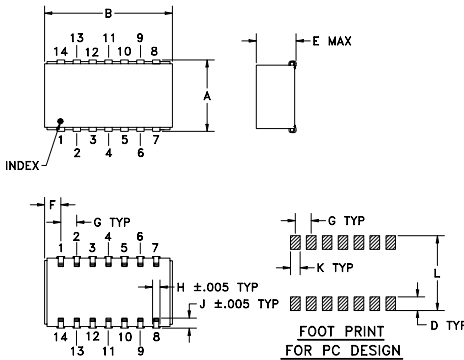 B
13 11 9
14 12 10 8
E MAX
A
1 3 5 7
2 4 6
INDEX
F
G TYP
2 4 6
1 3 5 7
H ±.005 TYP
J ±.005 TYP
14 12 10 8
13 11 9
G TYP
K TYP
L
D TYP
FOOT PRINT
FOR PC DESIGN